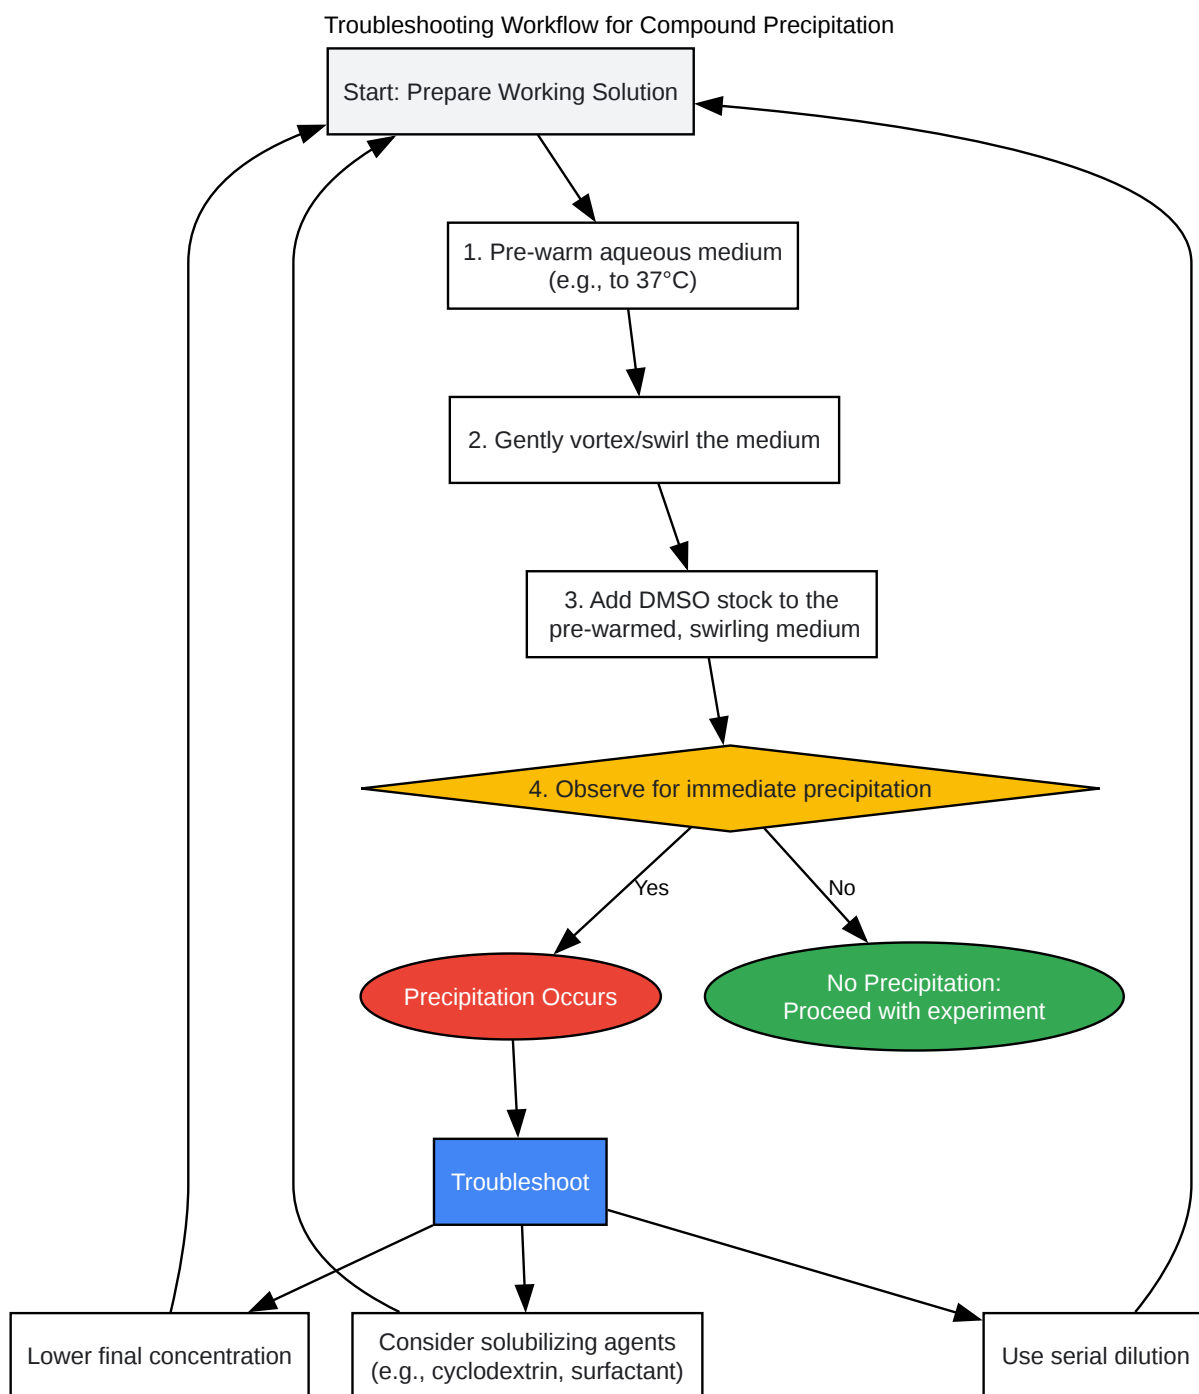 Troubleshooting Workflow for Compound Precipitation
Start: Prepare Working Solution
1. Pre-warm aqueous medium
(e.g., to 37°C)
2. Gently vortex/swirl the medium
3. Add DMSO stock to the
pre-warmed, swirling medium
4. Observe for immediate precipitation
Yes
No
Precipitation Occurs
No Precipitation:
Proceed with experiment
Troubleshoot
Lower final concentration
Consider solubilizing agents
(e.g., cyclodextrin, surfactant)
Use serial dilution